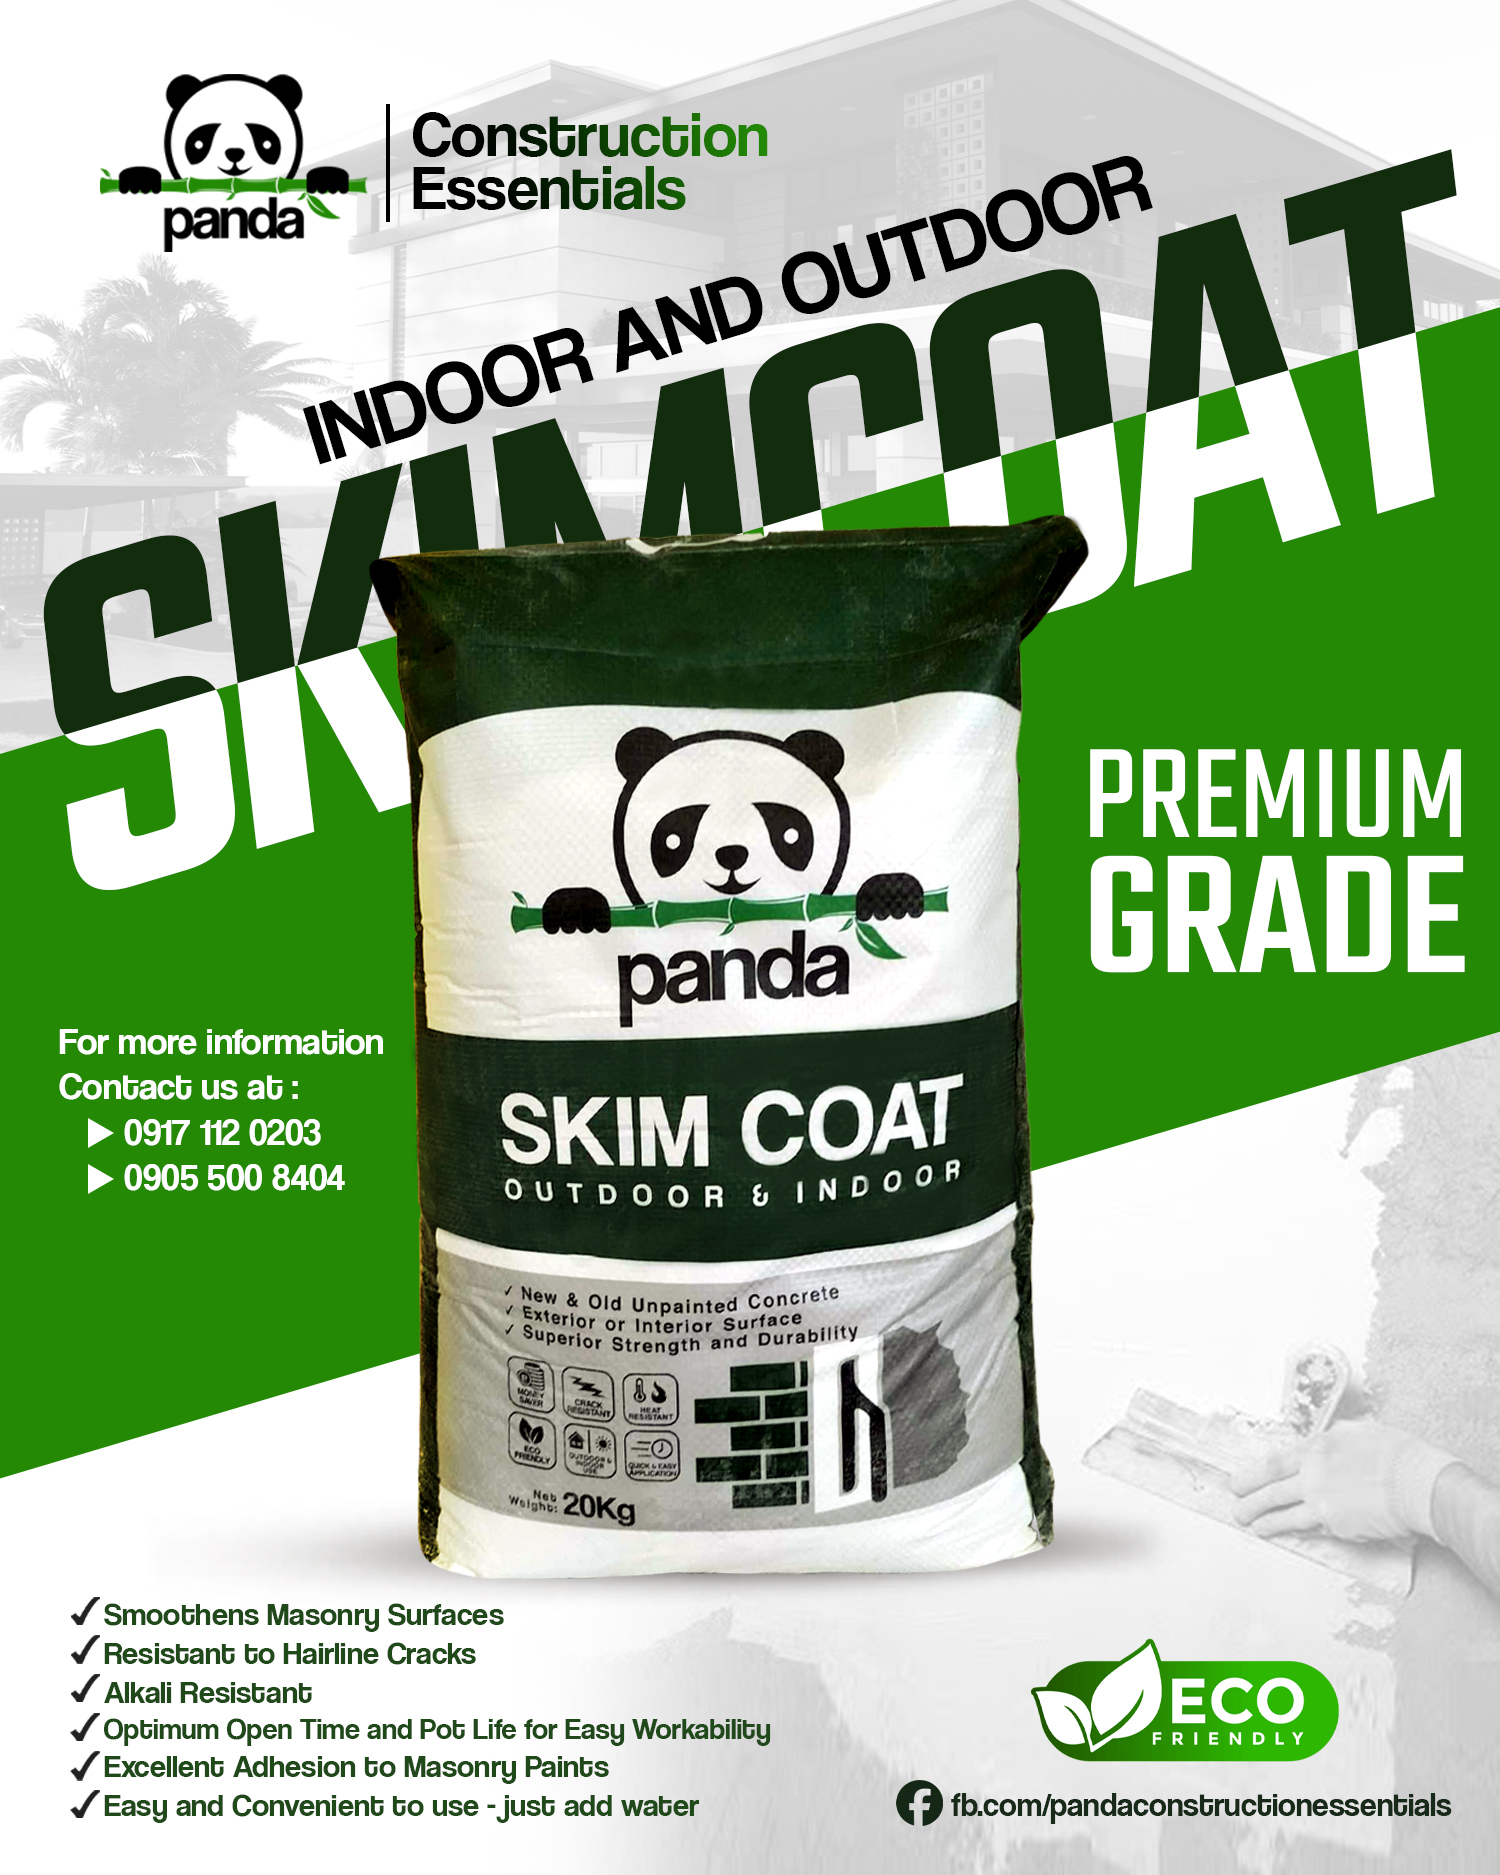 panda
Construction
Essentials
INDOOR AND OUTDOOR
SKIMCOAT
PREMIUM
GRADE
For more information
Contact us at :
0917 112 0203
0905 500 8404
panda
SKIM COAT
OUTDOOR & INDOOR
✓ New & Old Unpainted Concrete
✓ Exterior or Interior Surface
✓ Superior Strength and Durability
MONEY
SAVER
CRACK
RESISTANT
HEAT
RESISTANT
ECO
FRIENDLY
OUTDOOR &
INDOOR
USE
QUICK & EASY
APPLICATION
Net
Weight: 20Kg
✓ Smoothens Masonry Surfaces
✓ Resistant to Hairline Cracks
✓ Alkali Resistant
✓ Optimum Open Time and Pot Life for Easy Workability
✓ Excellent Adhesion to Masonry Paints
✓ Easy and Convenient to use - just add water
ECO
FRIENDLY
fb.com/pandaconstructionessentials